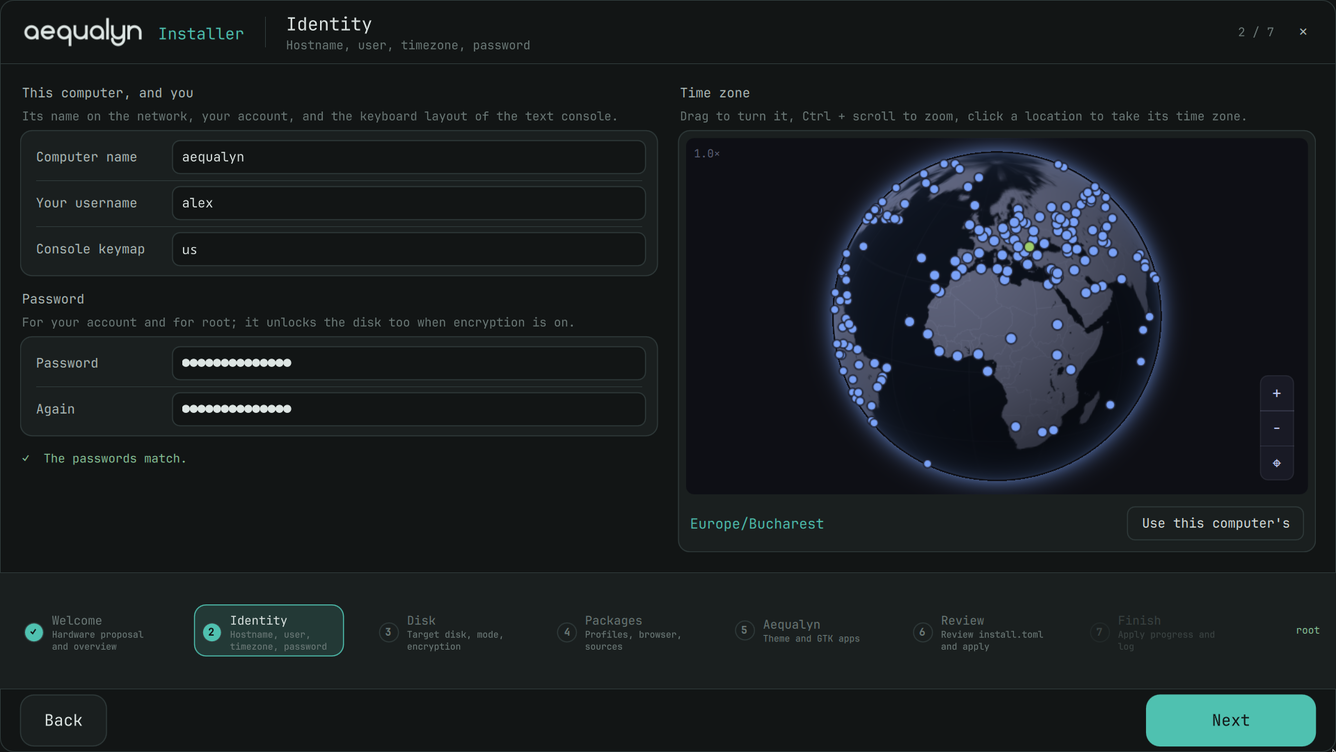 aequalyn Installer
Identity
Hostname, user, timezone, password
2 / 7 ×
This computer, and you
Its name on the network, your account, and the keyboard layout of the text console.
Computer name aequalyn
Your username alex
Console keymap us
Password
For your account and for root; it unlocks the disk too when encryption is on.
Password ●●●●●●●●●●●●●●
Again ●●●●●●●●●●●●●●
✓ The passwords match.
Time zone
Drag to turn it, Ctrl + scroll to zoom, click a location to take its time zone.
1.0×
+
-
⌖
Europe/Bucharest
Use this computer's
✓ Welcome
Hardware proposal
and overview
2 Identity
Hostname, user,
timezone, password
3 Disk
Target disk, mode,
encryption
4 Packages
Profiles, browser,
sources
5 Aequalyn
Theme and GTK apps
6 Review
Review install.toml
and apply
7 Finish
Apply progress and
log
root
Back
Next